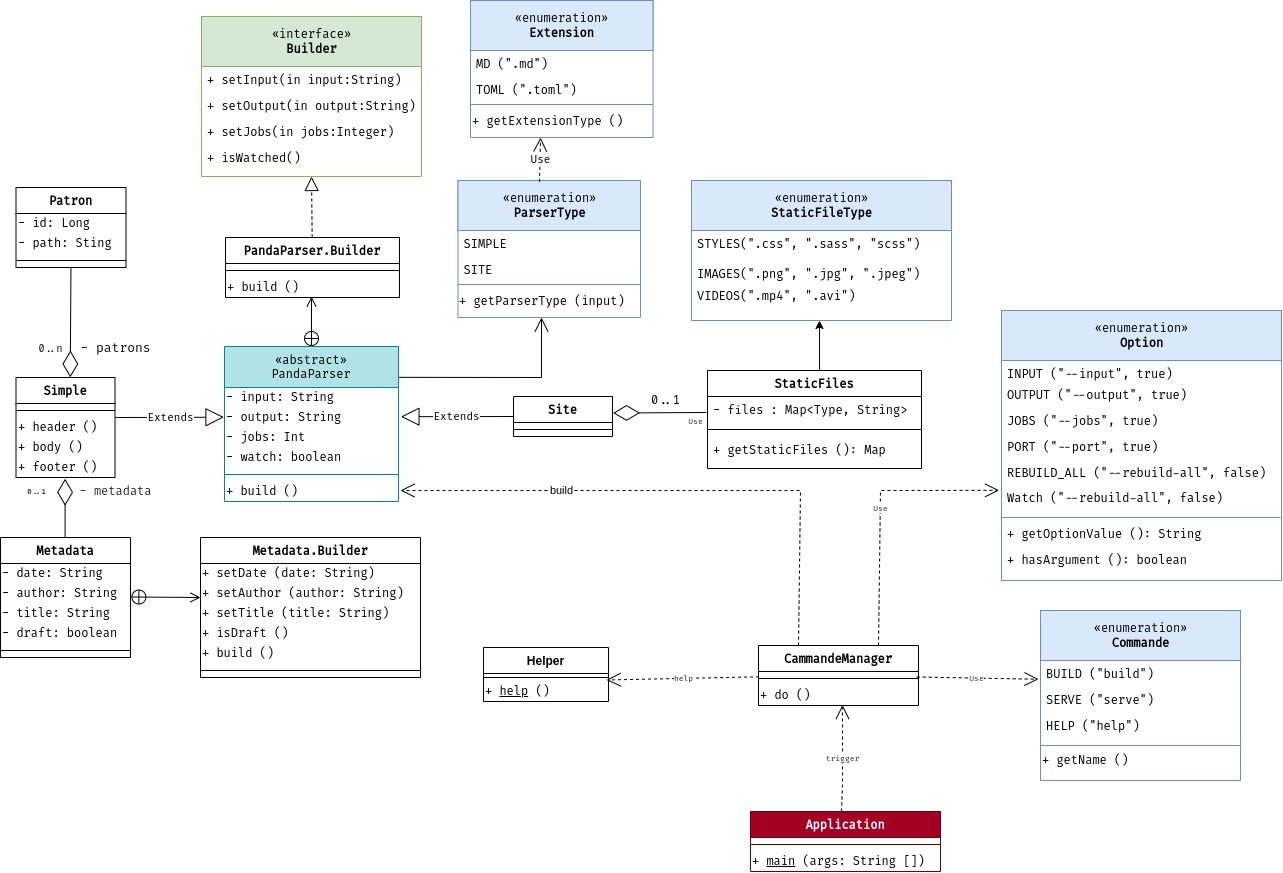 «interface»
Builder
+ setInput(in input:String)
+ setOutput(in output:String)
+ setJobs(in jobs:Integer)
+ isWatched()
«enumeration»
Extension
MD (".md")
TOML (".toml")
+ getExtensionType ()
Use
Patron
- id: Long
- path: Sting
PandaParser.Builder
+ build ()
«enumeration»
ParserType
SIMPLE
SITE
+ getParserType (input)
«enumeration»
StaticFileType
STYLES(".css", ".sass", "scss")
IMAGES(".png", ".jpg", ".jpeg")
VIDEOS(".mp4", ".avi")
0..n
- patrons
Simple
+ header ()
+ body ()
+ footer ()
Extends
«abstract»
PandaParser
- input: String
- output: String
- jobs: Int
- watch: boolean
+ build ()
Extends
Site
0..1
Use
StaticFiles
- files : Map<Type, String>
+ getStaticFiles (): Map
«enumeration»
Option
INPUT ("--input", true)
OUTPUT ("--output", true)
JOBS ("--jobs", true)
PORT ("--port", true)
REBUILD_ALL ("--rebuild-all", false)
Watch ("--rebuild-all", false)
+ getOptionValue (): String
+ hasArgument (): boolean
0..1
- metadata
build
Use
Metadata
- date: String
- author: String
- title: String
- draft: boolean
Metadata.Builder
+ setDate (date: String)
+ setAuthor (author: String)
+ setTitle (title: String)
+ isDraft ()
+ build ()
Helper
+ help ()
help
CammandeManager
+ do ()
Use
«enumeration»
Commande
BUILD ("build")
SERVE ("serve")
HELP ("help")
+ getName ()
trigger
Application
+ main (args: String [])